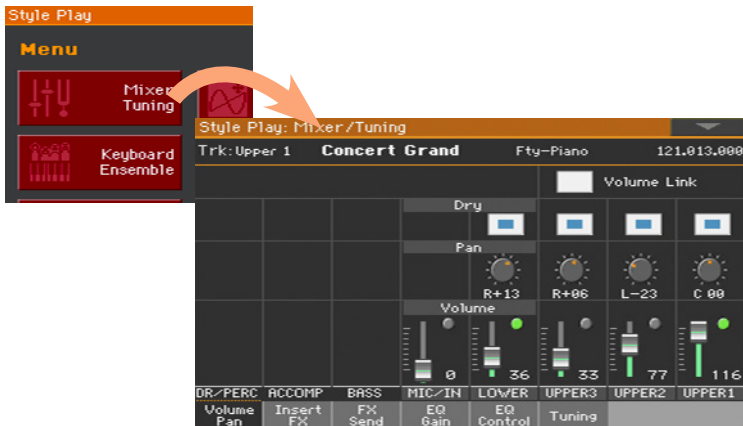 Style Play
Menu
Mixer
Tuning
Keyboard
Ensemble
Style Play: Mixer/Tuning
Trk:Upper 1 Concert Grand Fty-Piano 121.013.000
Volume Link
Dry
Pan
R+13 R+06 L-23 C 00
Volume
0 36 33 77 116
DR/PERC ACCOMP BASS MIC/IN LOWER UPPER3 UPPER2 UPPER1
Volume Pan Insert FX FX Send EQ Gain EQ Control Tuning